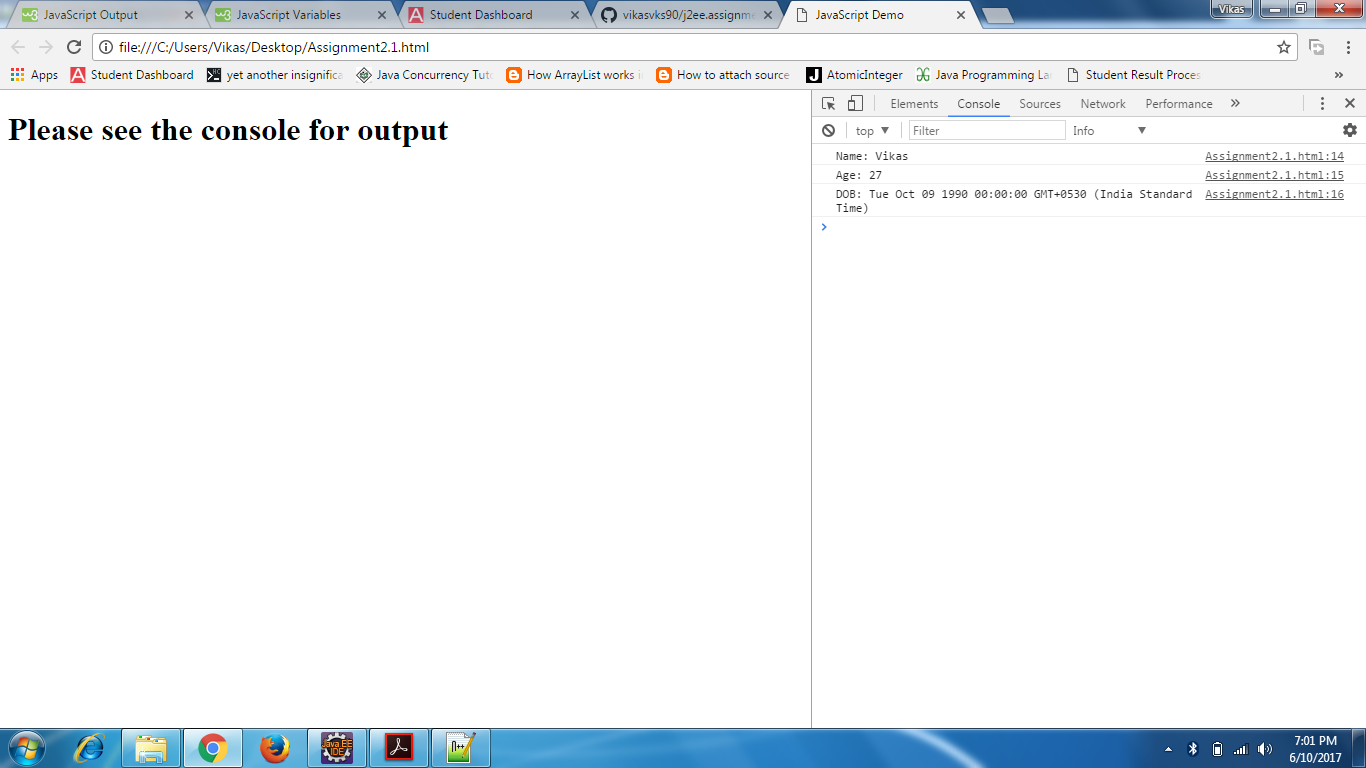 JavaScript Output
JavaScript Variables
Student Dashboard
vikasvks90/j2ee.assignme
JavaScript Demo
Vikas
file:///C:/Users/Vikas/Desktop/Assignment2.1.html
Apps
Student Dashboard
yet another insignifica
Java Concurrency Tuto
How ArrayList works i
How to attach source
AtomicInteger
Java Programming La
Student Result Proces
»
Please see the console for output
Elements Console Sources Network Performance »
top ▼ Filter Info ▼
Name: Vikas Assignment2.1.html:14
Age: 27 Assignment2.1.html:15
DOB: Tue Oct 09 1990 00:00:00 GMT+0530 (India Standard Assignment2.1.html:16
Time)
Java EE
IDE
7:01 PM
6/10/2017